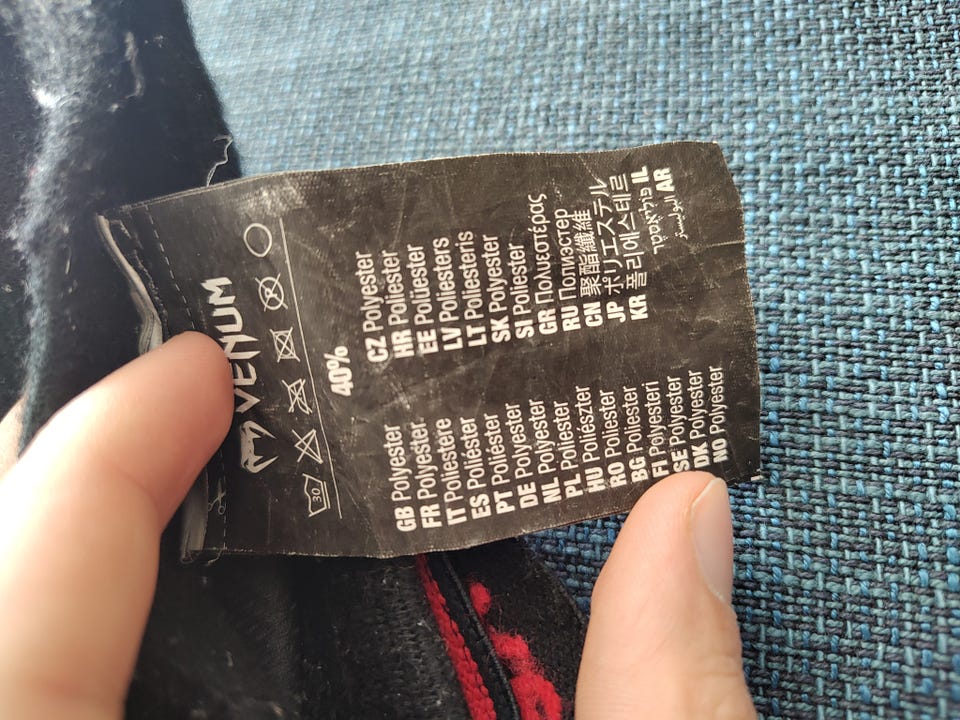 VENUM
30
40%
GB Polyester
FR Polyester.
IT Poliestere
ES Poliéster
PT Poliéster
DE Polyester
NL Polyester
PL Poliester
HU Polieszter
RO Poliester
BG Poliester
FI Polyesteri
SE Polyester
DK Polyester
NO Polyester
CZ Polyester
HR Poliester
EE Polüester
LV Poliesters
LT Poliesteris
SK Polyester
SI Poliester
GR Πολυεστέρας
RU Полиэстер
CN 聚酯纖維
JP ポリエステル
KR 폴리에스테르
IL פוליאסטר
AR البوليستر